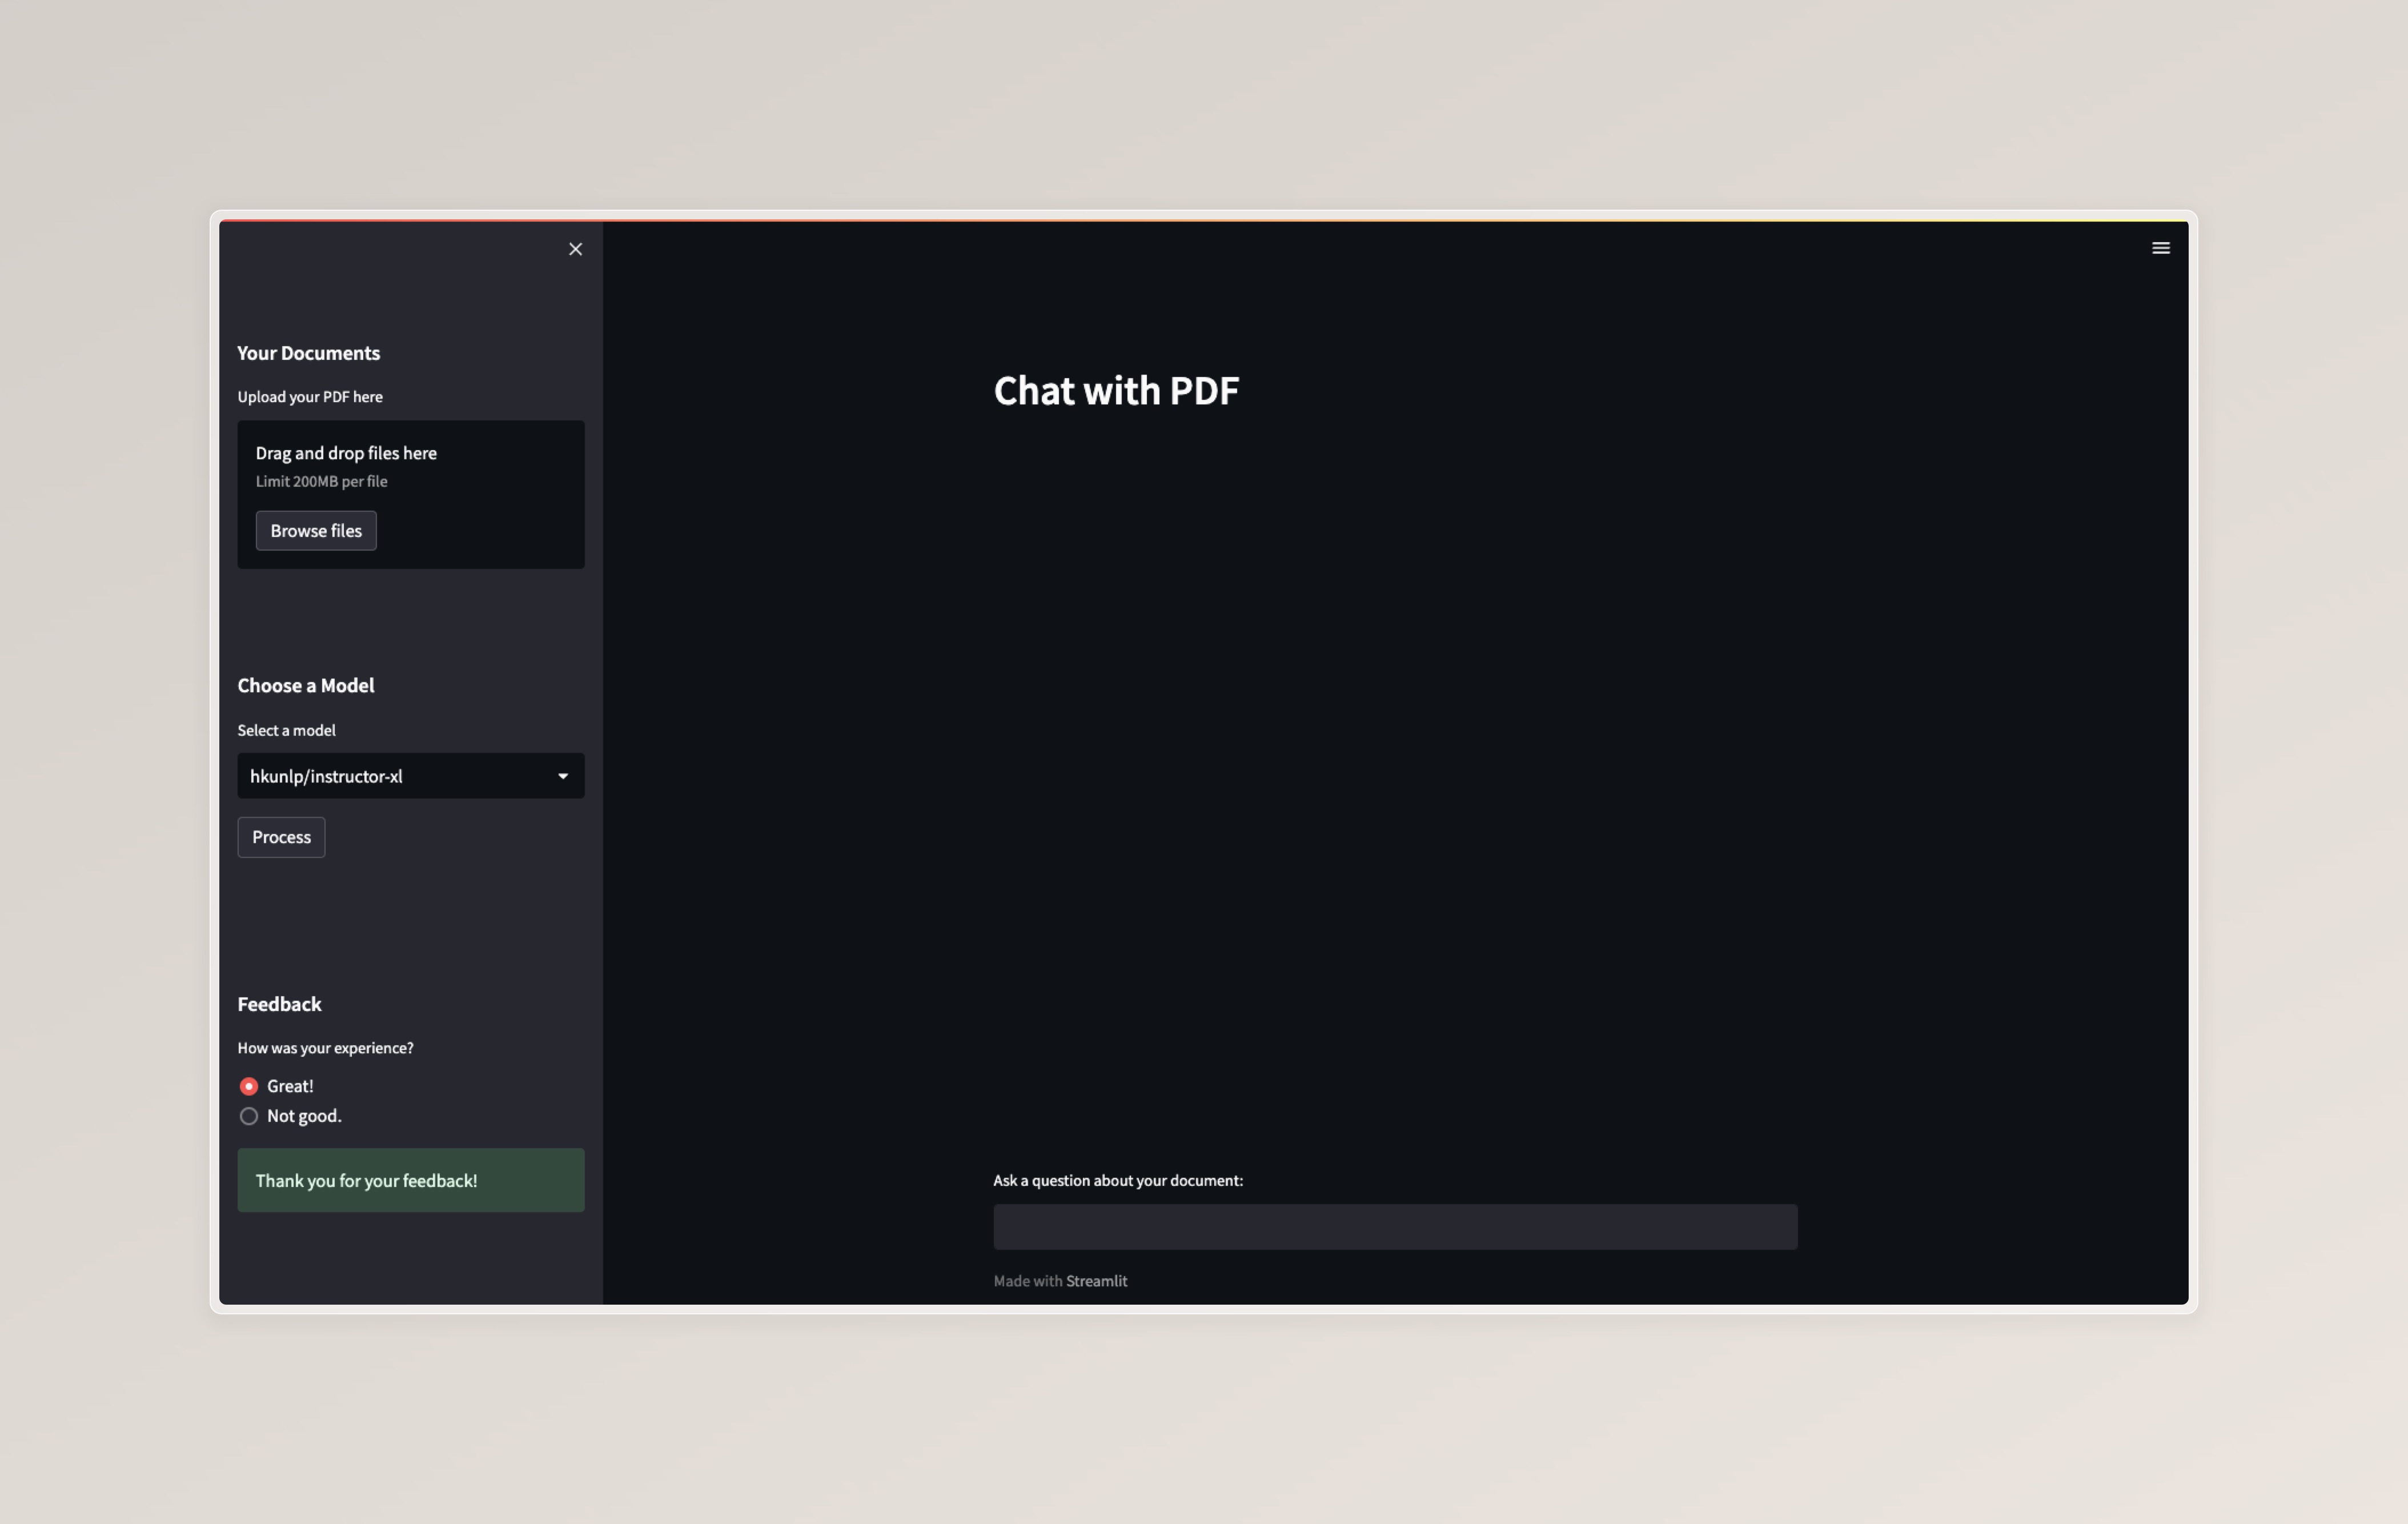 Your Documents
Upload your PDF here
Drag and drop files here
Limit 200MB per file
Browse files
Choose a Model
Select a model
hkunlp/instructor-xl
Process
Feedback
How was your experience?
Great!
Not good.
Thank you for your feedback!
Chat with PDF
Ask a question about your document:
Made with Streamlit